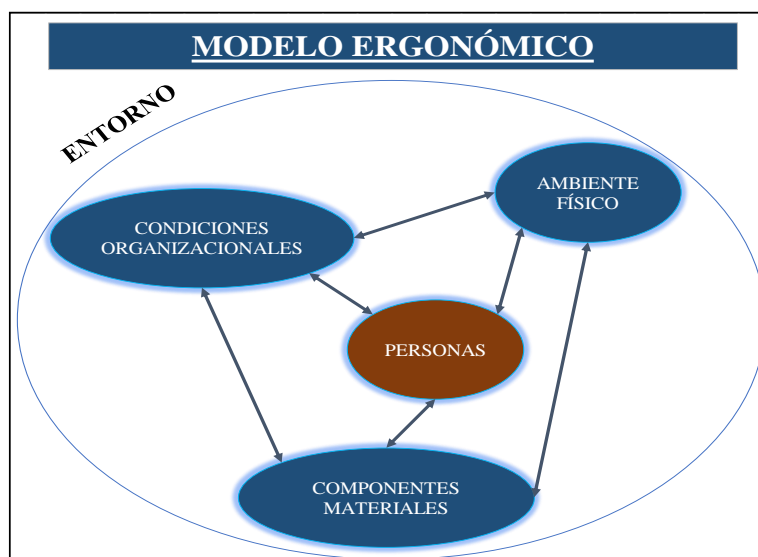 MODELO ERGONÓMICO
ENTORNO
AMBIENTE
FÍSICO
CONDICIONES
ORGANIZACIONALES
PERSONAS
COMPONENTES
MATERIALES